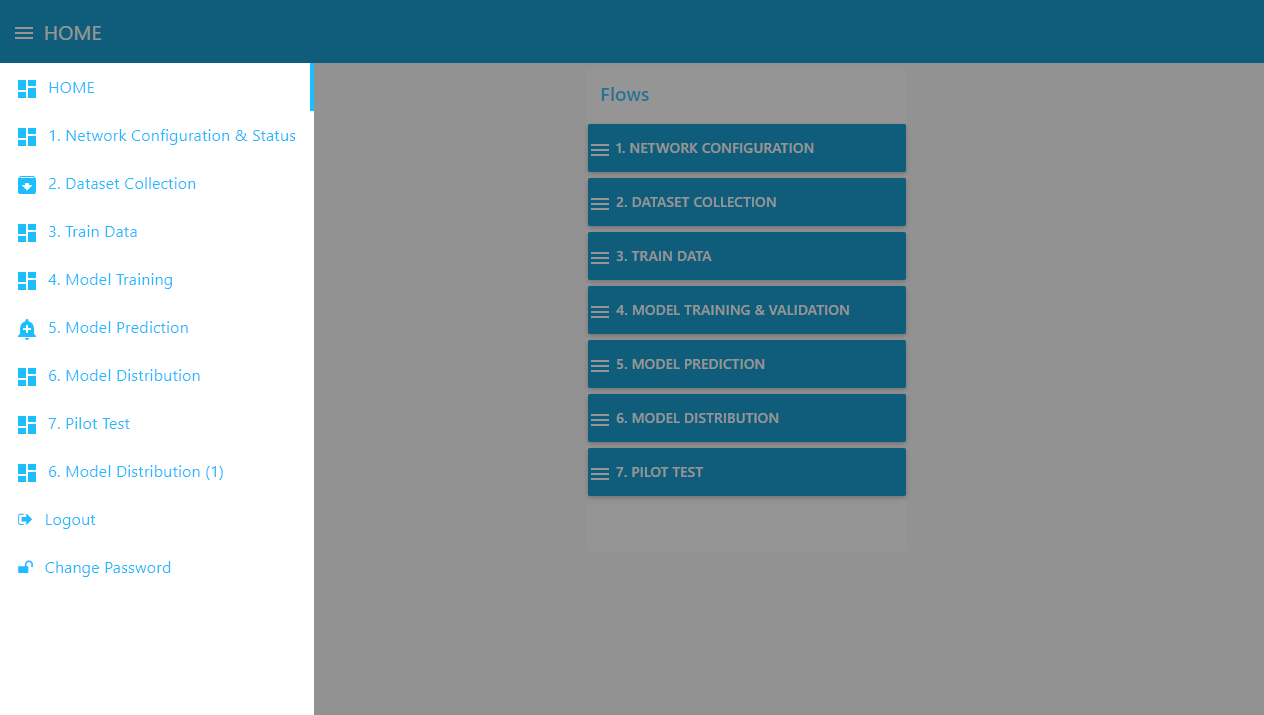 HOME
HOME
1. Network Configuration & Status
2. Dataset Collection
3. Train Data
4. Model Training
5. Model Prediction
6. Model Distribution
7. Pilot Test
6. Model Distribution (1)
Logout
Change Password
Flows
1. NETWORK CONFIGURATION
2. DATASET COLLECTION
3. TRAIN DATA
4. MODEL TRAINING & VALIDATION
5. MODEL PREDICTION
6. MODEL DISTRIBUTION
7. PILOT TEST